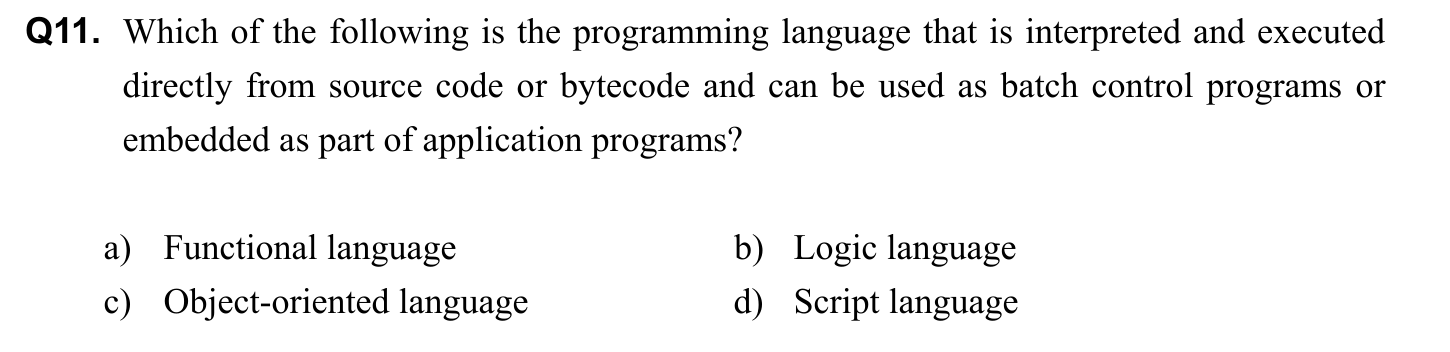 Q11. Which of the following is the programming language that is interpreted and executed
directly from source code or bytecode and can be used as batch control programs or
embedded as part of application programs?
a) Functional language b) Logic language
c) Object-oriented language d) Script language